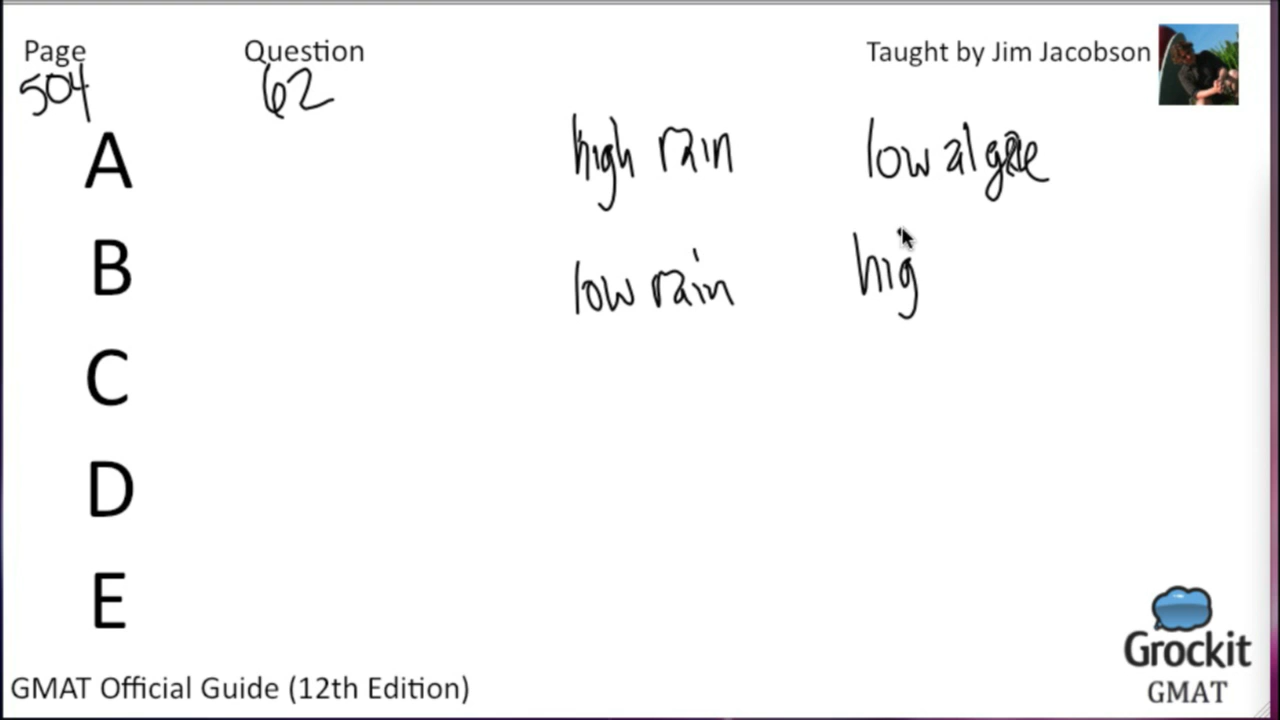 Page Question Taught by Jim Jacobson
504 62
A high rain low algae
B low rain hig
C
D
E
Grockit
GMAT Official Guide (12th Edition) GMAT